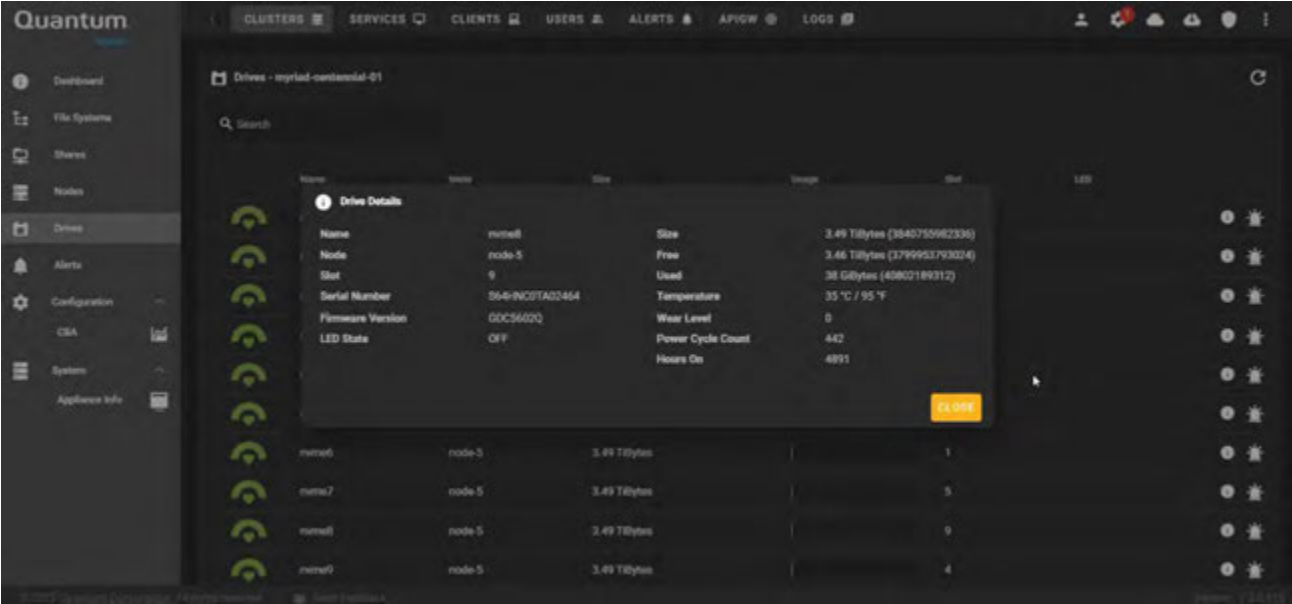 Quantum
CLUSTERS SERVICES CLIENTS USERS ALERTS APIGW LOGS
Dashboard
File Systems
Shares
Nodes
Drives
Alerts
Configuration
C&A
System
Appliance Info
Drives - myriad-centennial-01
Search
Name Node Size Usage Slot LED
Drive Details
Name nvme8 Size 3.49 TiBytes (3840755982336)
Node node-5 Free 3.46 TiBytes (3799953793024)
Slot 9 Used 38 GiBytes (40802189312)
Serial Number S64HNC0TA02464 Temperature 35 °C / 95 °F
Firmware Version GDC5602Q Wear Level 0
LED State OFF Power Cycle Count 442
Hours On 4891
CLOSE
nvme6 node-5 3.49 TiBytes 1
nvme7 node-5 3.49 TiBytes 5
nvme8 node-5 3.49 TiBytes 9
nvme9 node-5 3.49 TiBytes 4
Send Feedback